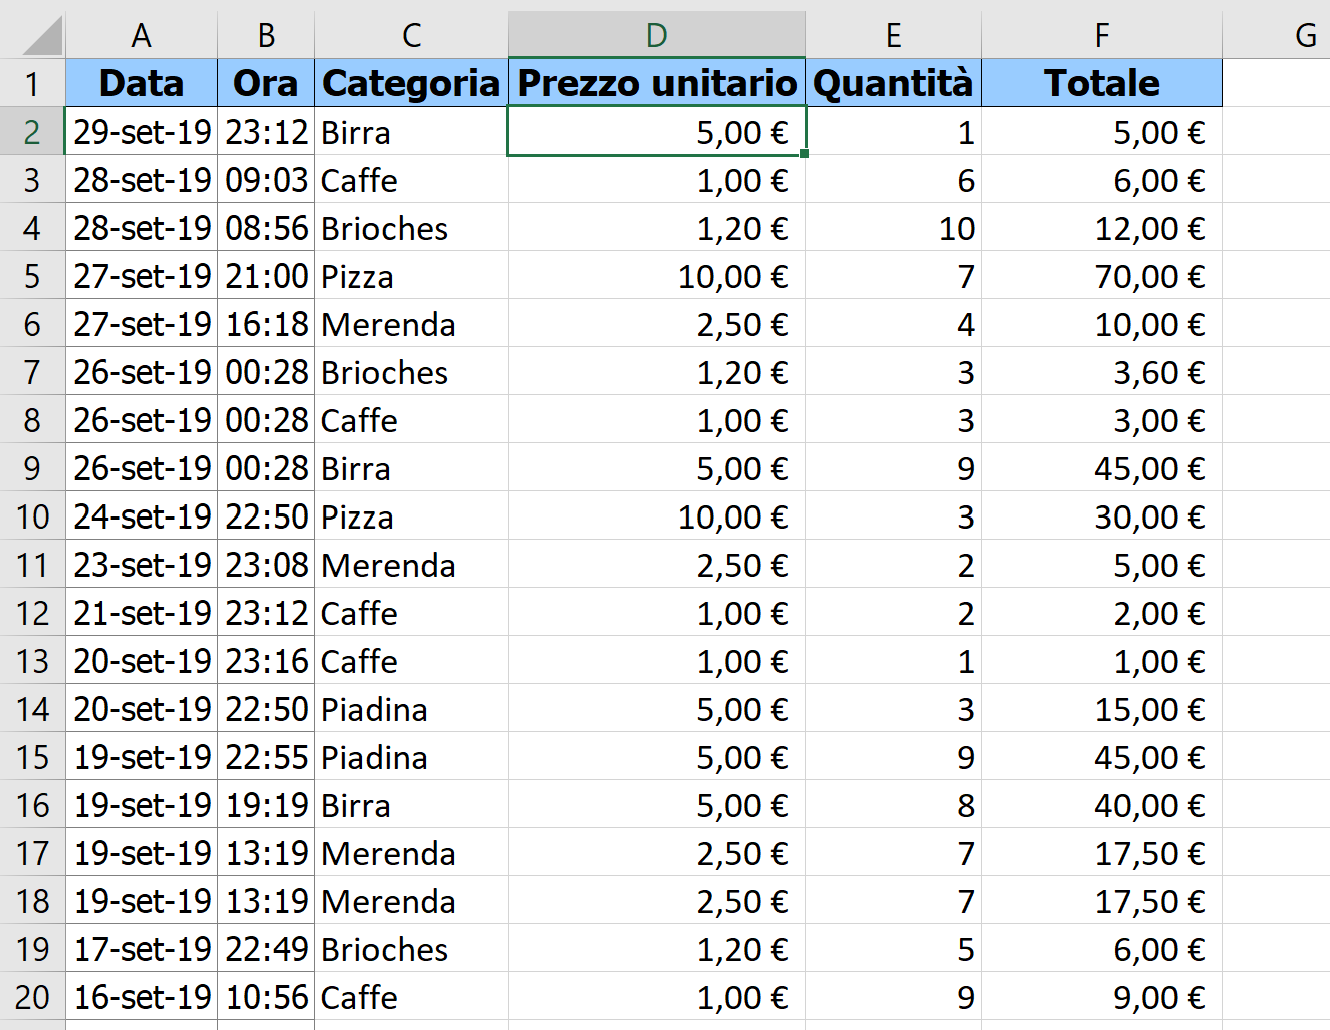 A B C D E F G
1 Data Ora Categoria Prezzo unitario Quantità Totale
2 29-set-19 23:12 Birra 5,00 € 1 5,00 €
3 28-set-19 09:03 Caffe 1,00 € 6 6,00 €
4 28-set-19 08:56 Brioches 1,20 € 10 12,00 €
5 27-set-19 21:00 Pizza 10,00 € 7 70,00 €
6 27-set-19 16:18 Merenda 2,50 € 4 10,00 €
7 26-set-19 00:28 Brioches 1,20 € 3 3,60 €
8 26-set-19 00:28 Caffe 1,00 € 3 3,00 €
9 26-set-19 00:28 Birra 5,00 € 9 45,00 €
10 24-set-19 22:50 Pizza 10,00 € 3 30,00 €
11 23-set-19 23:08 Merenda 2,50 € 2 5,00 €
12 21-set-19 23:12 Caffe 1,00 € 2 2,00 €
13 20-set-19 23:16 Caffe 1,00 € 1 1,00 €
14 20-set-19 22:50 Piadina 5,00 € 3 15,00 €
15 19-set-19 22:55 Piadina 5,00 € 9 45,00 €
16 19-set-19 19:19 Birra 5,00 € 8 40,00 €
17 19-set-19 13:19 Merenda 2,50 € 7 17,50 €
18 19-set-19 13:19 Merenda 2,50 € 7 17,50 €
19 17-set-19 22:49 Brioches 1,20 € 5 6,00 €
20 16-set-19 10:56 Caffe 1,00 € 9 9,00 €